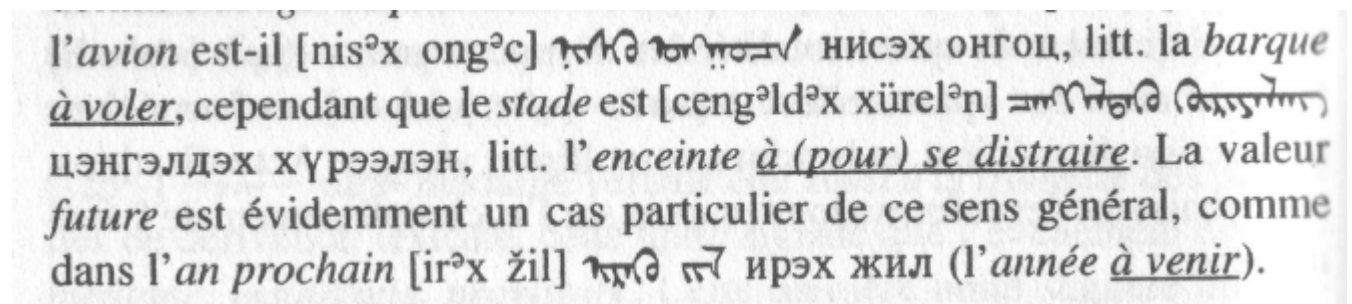 l'avion est-il [nisᵊx ongᵊc] нисэх онгоц, litt. la barque
à voler, cependant que le stade est [cengᵊldᵊx xürelᵊn]
цэнгэлдэх хүрээлэн, litt. l'enceinte à (pour) se distraire. La valeur
future est évidemment un cas particulier de ce sens général, comme
dans l'an prochain [irᵊx žil] ᠢᠷᠡᠬᠦ ᠵᠢᠯ ирэх жил (l'année à venir).